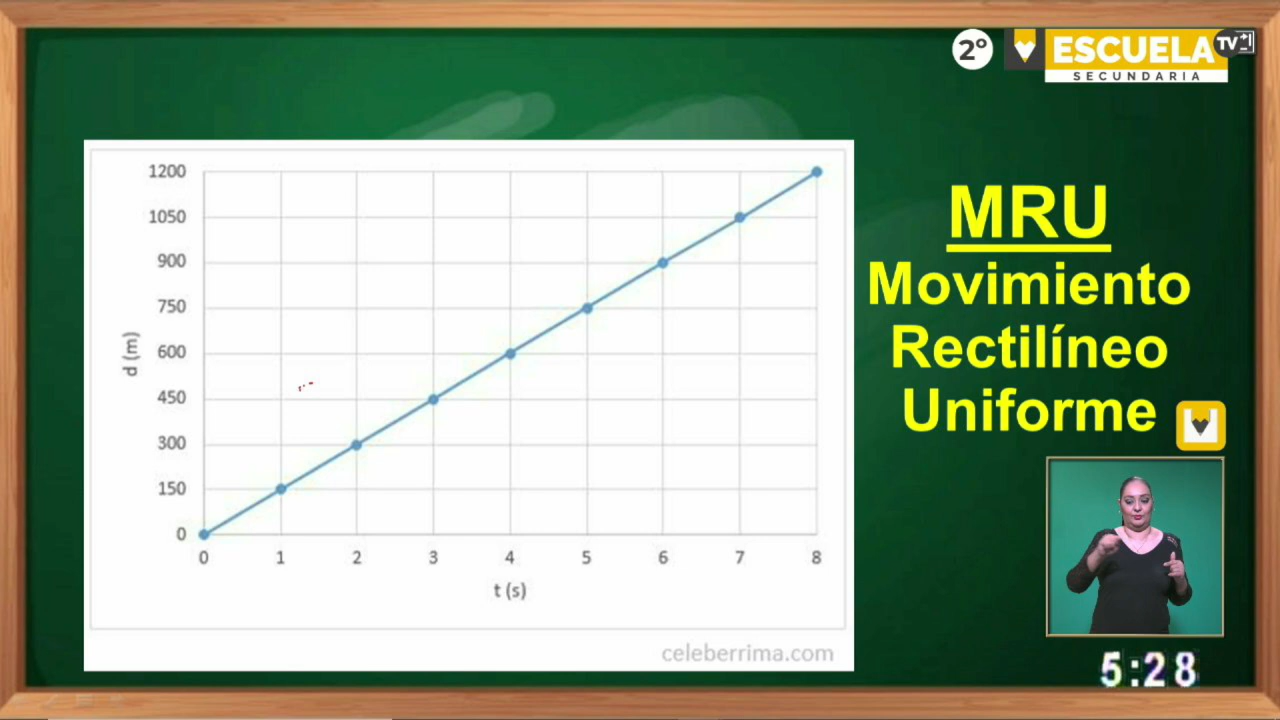 2º
ESCUELA TV
SECUNDARIA
1200
1050
900
750
600
450
300
150
0
d (m)
0 1 2 3 4 5 6 7 8
t (s)
celeberrima.com
MRU
Movimiento
Rectilíneo
Uniforme
5:28